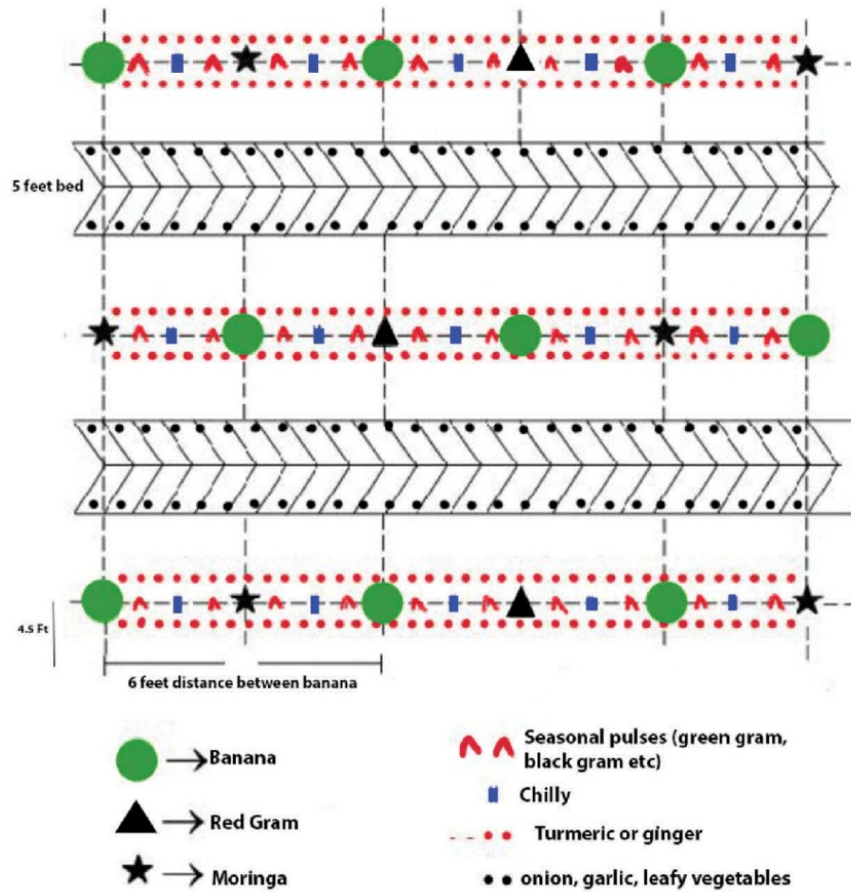 5 feet bed
4.5 Ft
6 feet distance between banana
Banana
Red Gram
Moringa
Seasonal pulses (green gram,
black gram etc)
Chilly
Turmeric or ginger
onion, garlic, leafy vegetables